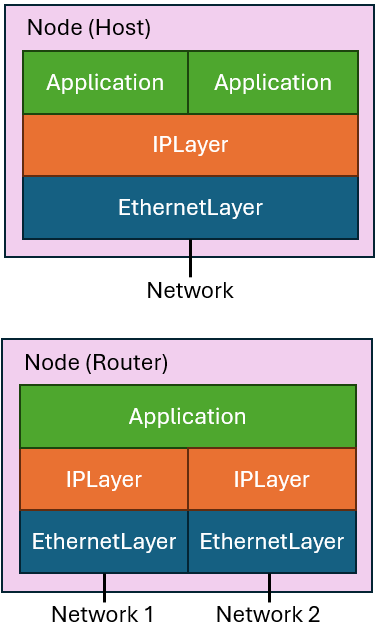 Node (Host)
Application Application
IPLayer
EthernetLayer
Network
Node (Router)
Application
IPLayer IPLayer
EthernetLayer EthernetLayer
Network 1 Network 2